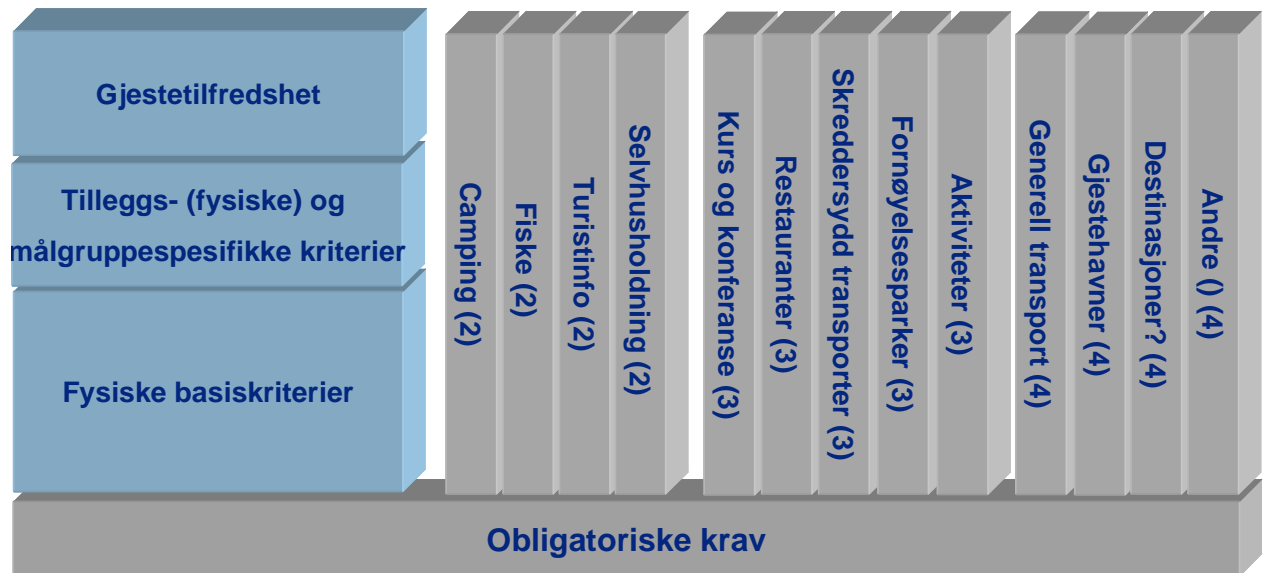 Gjestetilfredshet
Tilleggs- (fysiske) og
målgruppespesifikke kriterier
Fysiske basiskriterier
Camping (2)
Fiske (2)
Turistinfo (2)
Selvhusholdning (2)
Kurs og konferanse (3)
Restauranter (3)
Skreddersydd transporter (3)
Fornøyelsesparker (3)
Aktiviteter (3)
Generell transport (4)
Gjestehavner (4)
Destinasjoner? (4)
Andre () (4)
Obligatoriske krav